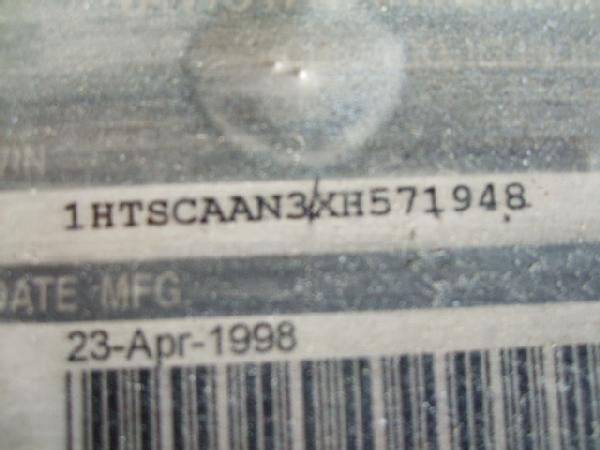 VIN
1HTSCAAN3XH571948
DATE MFG
23-Apr-1998